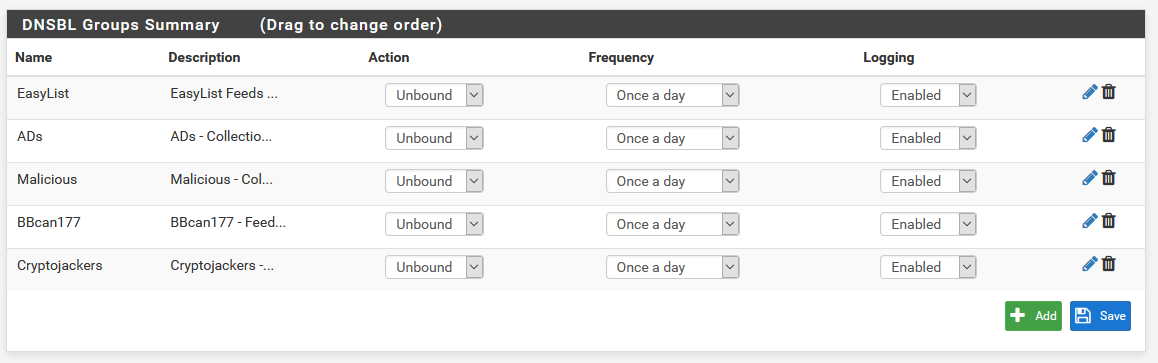 DNSBL Groups Summary (Drag to change order)
Name Description Action Frequency Logging
EasyList EasyList Feeds ... Unbound Once a day Enabled
ADs ADs - Collectio... Unbound Once a day Enabled
Malicious Malicious - Col... Unbound Once a day Enabled
BBcan177 BBcan177 - Feed... Unbound Once a day Enabled
Cryptojackers Cryptojackers -... Unbound Once a day Enabled
Add Save